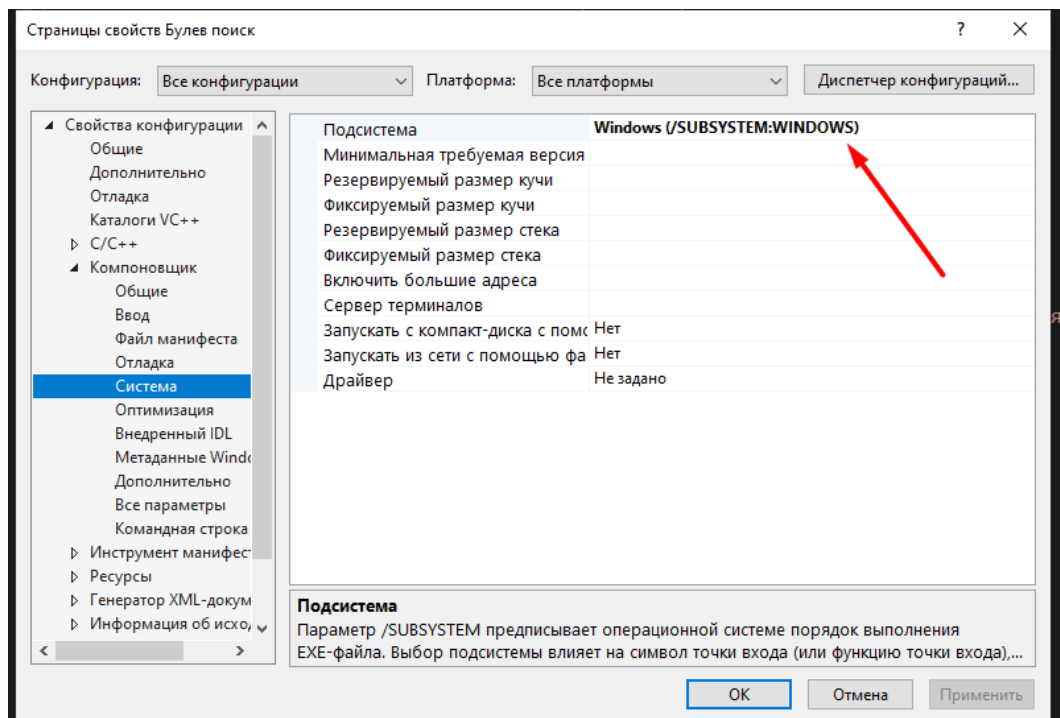 Страницы свойств Булев поиск
?
Конфигурация: Все конфигурации Платформа: Все платформы Диспетчер конфигураций...
Свойства конфигурации
Общие
Дополнительно
Отладка
Каталоги VC++
C/C++
Компоновщик
Общие
Ввод
Файл манифеста
Отладка
Система
Оптимизация
Внедренный IDL
Метаданные Windo
Дополнительно
Все параметры
Командная строка
Инструмент манифест
Ресурсы
Генератор XML-докум
Информация об исход
Подсистема Windows (/SUBSYSTEM:WINDOWS)
Минимальная требуемая версия
Резервируемый размер кучи
Фиксируемый размер кучи
Резервируемый размер стека
Фиксируемый размер стека
Включить большие адреса
Сервер терминалов
Запускать с компакт-диска с помо Нет
Запускать из сети с помощью фа Нет
Драйвер Не задано
Подсистема
Параметр /SUBSYSTEM предписывает операционной системе порядок выполнения
EXE-файла. Выбор подсистемы влияет на символ точки входа (или функцию точки входа),...
ОК Отмена Применить
я